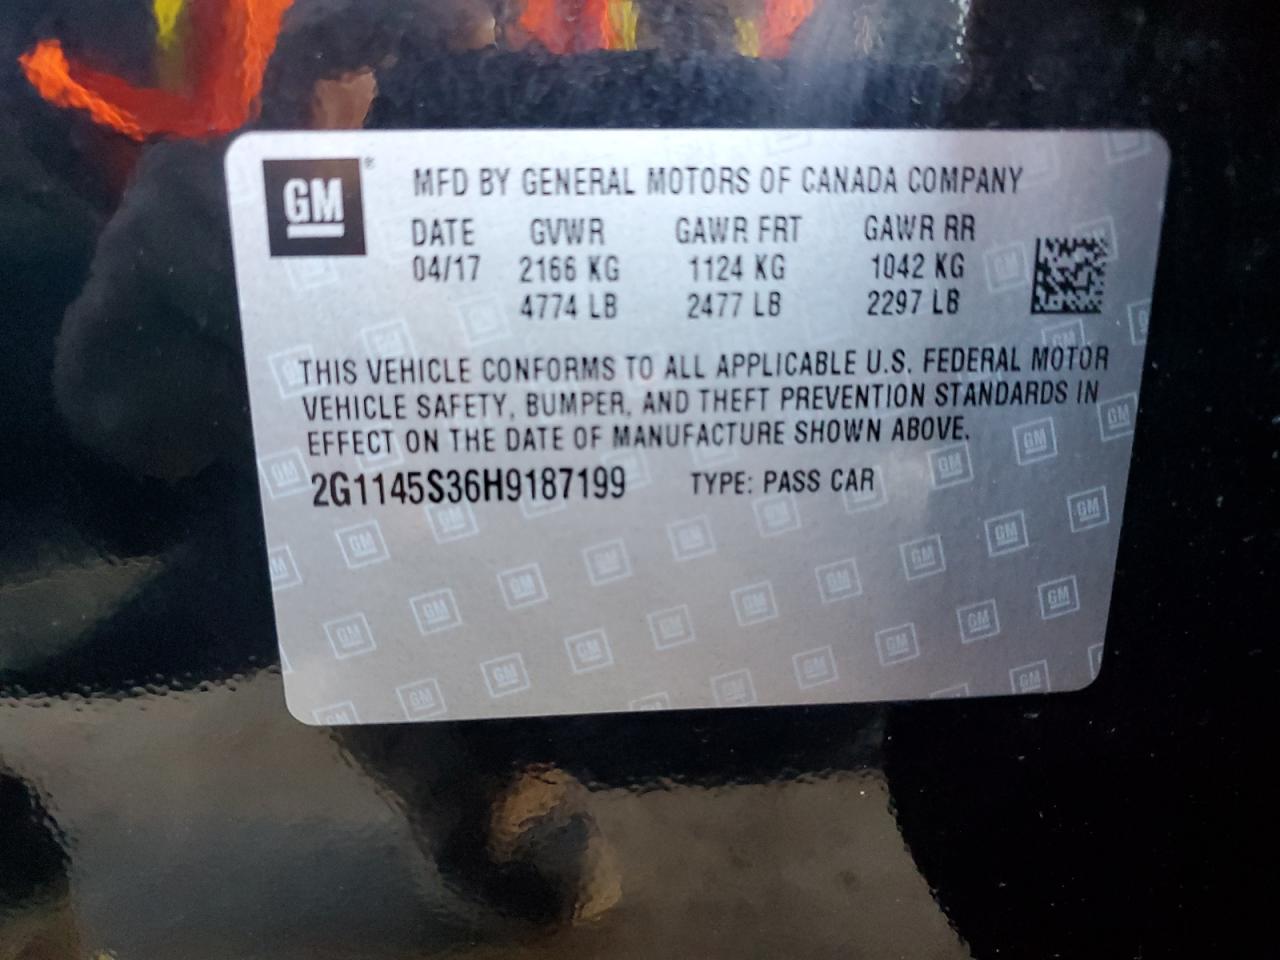 GM®
MFD BY GENERAL MOTORS OF CANADA COMPANY
DATE GVWR GAWR FRT GAWR RR
04/17 2166 KG 1124 KG 1042 KG
4774 LB 2477 LB 2297 LB
THIS VEHICLE CONFORMS TO ALL APPLICABLE U.S. FEDERAL MOTOR
VEHICLE SAFETY, BUMPER, AND THEFT PREVENTION STANDARDS IN
EFFECT ON THE DATE OF MANUFACTURE SHOWN ABOVE.
2G1145S36H9187199 TYPE: PASS CAR